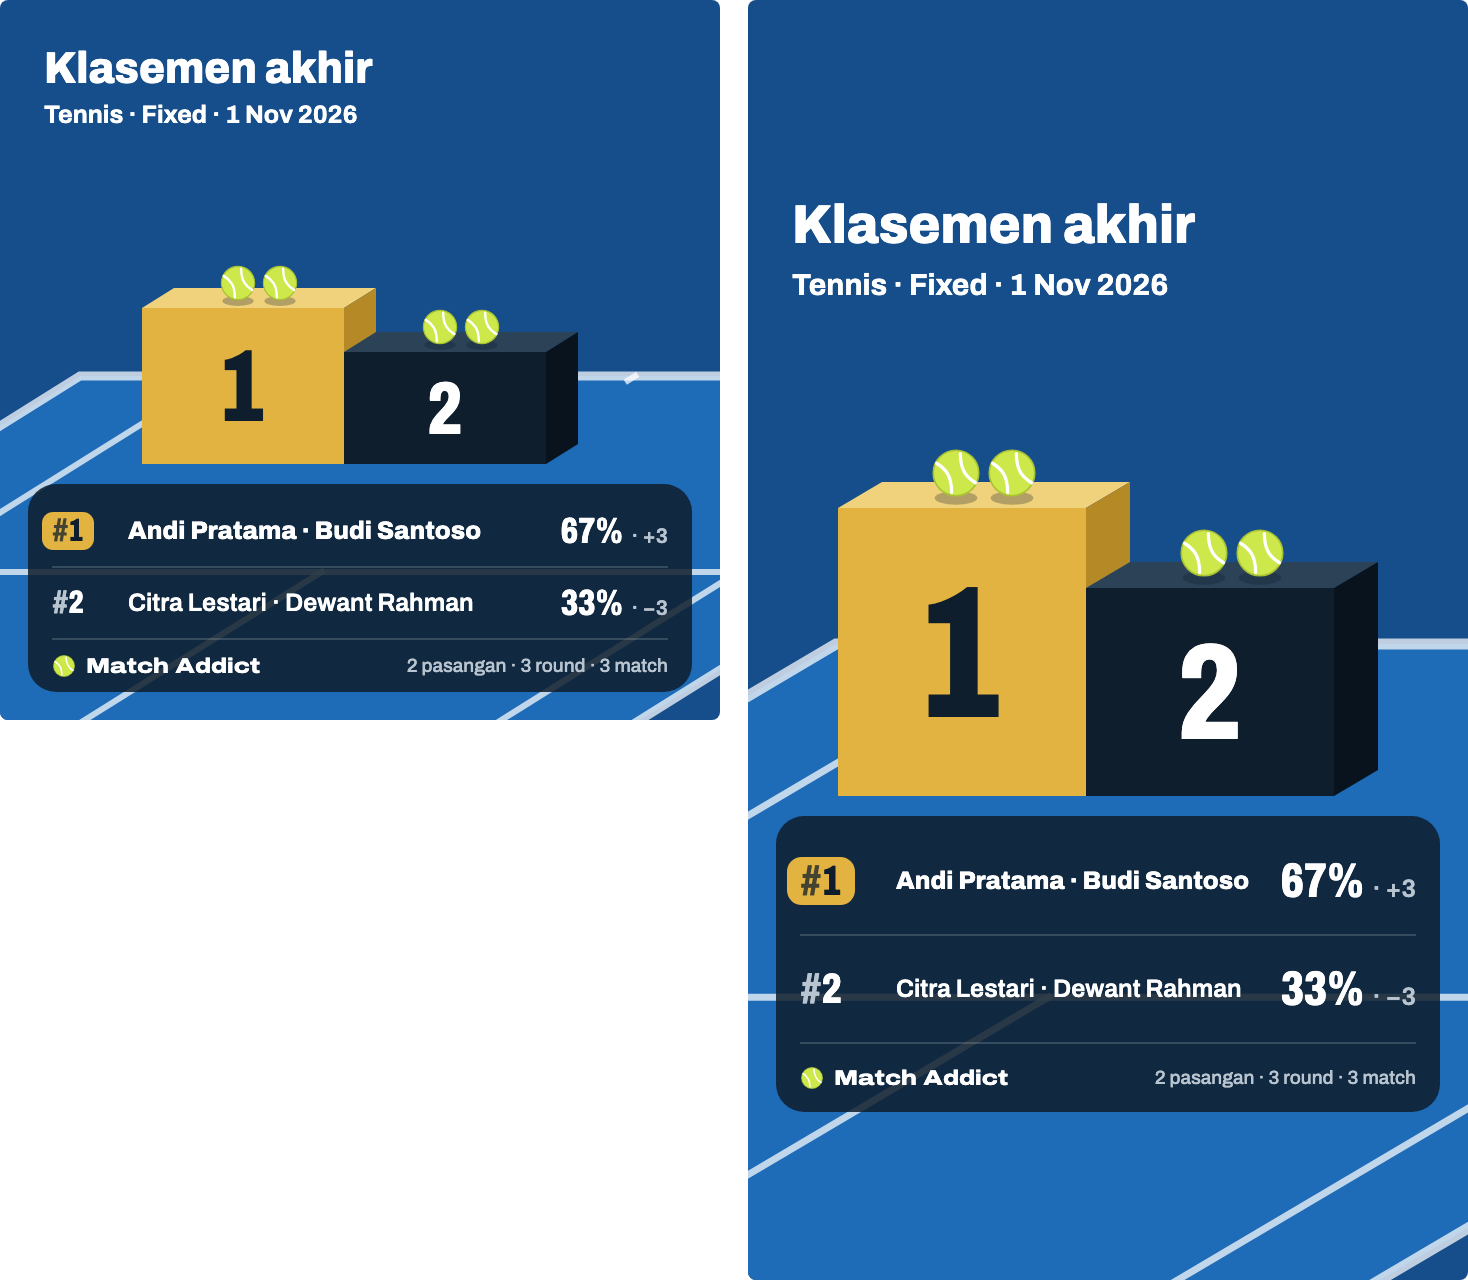 Klasemen akhir
Tennis · Fixed · 1 Nov 2026
1
2
#1 Andi Pratama · Budi Santoso 67% · +3
#2 Citra Lestari · Dewant Rahman 33% · −3
Match Addict 2 pasangan · 3 round · 3 match
Klasemen akhir
Tennis · Fixed · 1 Nov 2026
1
2
#1 Andi Pratama · Budi Santoso 67% · +3
#2 Citra Lestari · Dewant Rahman 33% · −3
Match Addict 2 pasangan · 3 round · 3 match